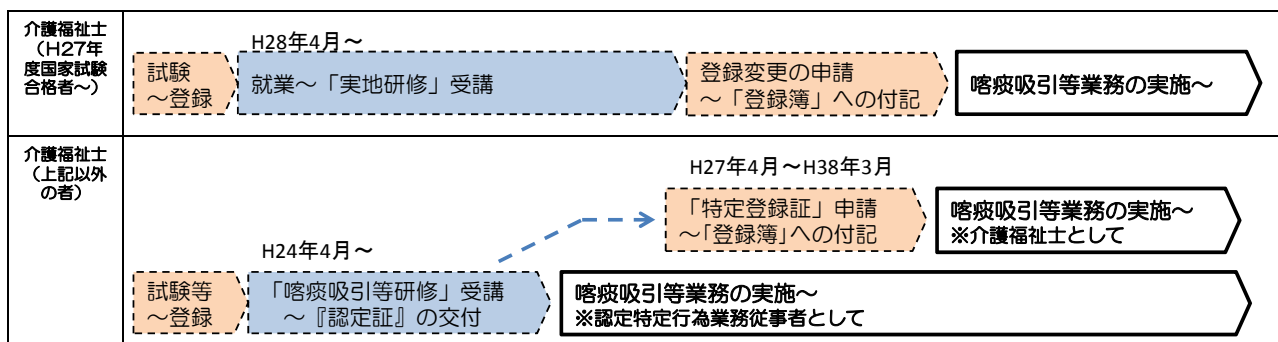 介護福祉士
（H27年
度国家試験
合格者～）
H28年4月～
試験
～登録
就業～「実地研修」受講
登録変更の申請
～「登録簿」への付記
喀痰吸引等業務の実施～
介護福祉士
（上記以外
の者）
H27年4月～H38年3月
「特定登録証」申請
～「登録簿」への付記
喀痰吸引等業務の実施～
※介護福祉士として
H24年4月～
試験等
～登録
「喀痰吸引等研修」受講
～『認定証』の交付
喀痰吸引等業務の実施～
※認定特定行為業務従事者として